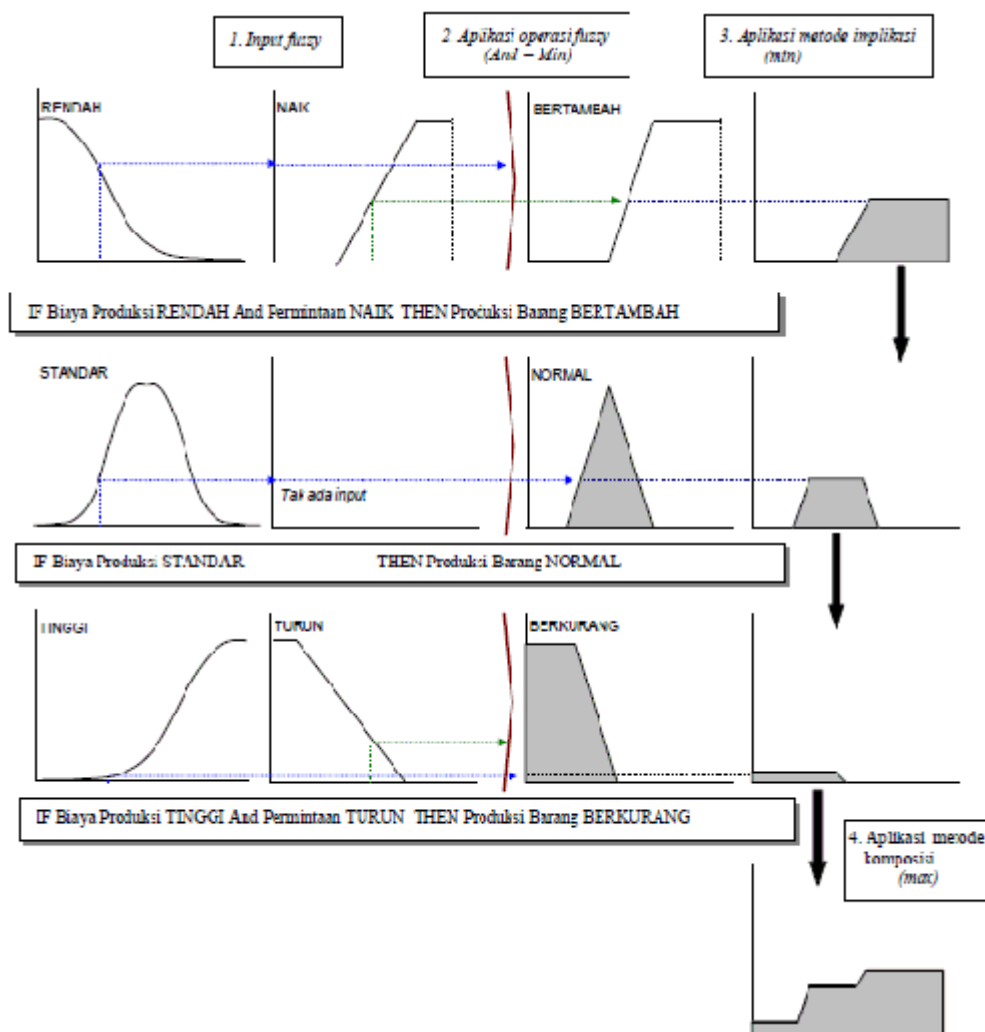 1. Input fuzzy
2. Aplikasi operasi fuzzy
(And – Min)
3. Aplikasi metode implikasi
(min)
RENDAH
NAIK
BERTAMBAH
IF Biaya Produksi RENDAH And Permintaan NAIK THEN Produksi Barang BERTAMBAH
STANDAR
NORMAL
Tak ada input
IF Biaya Produksi STANDAR THEN Produksi Barang NORMAL
TINGGI
TURUN
BERKURANG
IF Biaya Produksi TINGGI And Permintaan TURUN THEN Produksi Barang BERKURANG
4. Aplikasi metode
komposisi
(max)